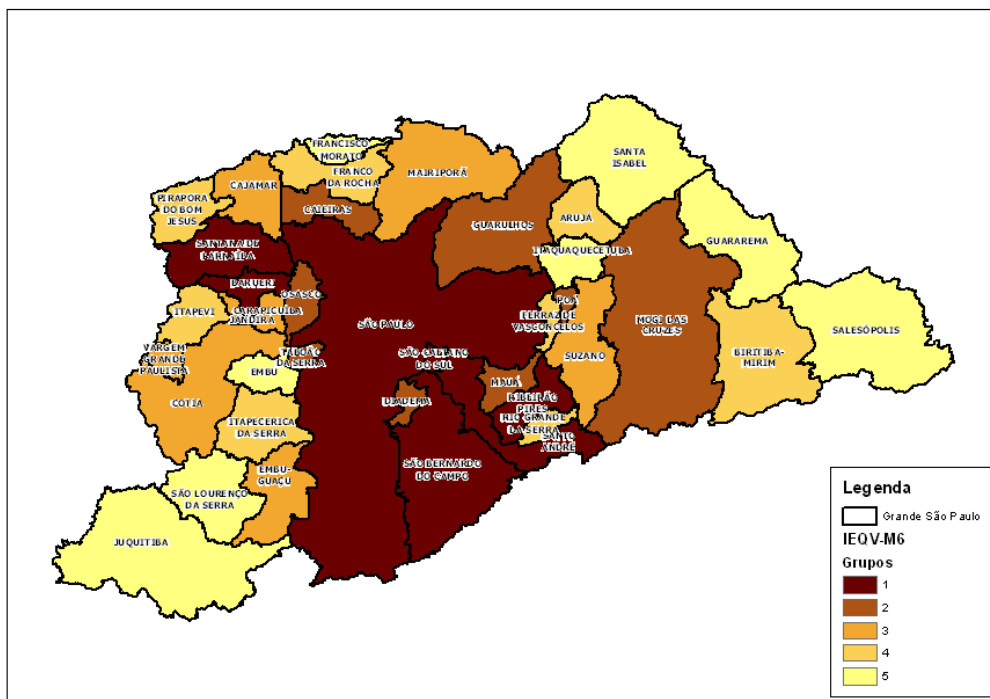 FRANCISCO
MORATO
SANTA
ISABEL
FRANCO
DA ROCHA
MAIRIPORÃ
CAJAMAR
PIRAPORA
DO BOM
JESUS
CAIEIRAS
GUARULHOS
ARUJÁ
SANTANA DE
PARNAÍBA
ITAQUAQUECETUBA
GUARAREMA
BARUERI
OSASCO
POÁ
ITAPEVI
CARAPICUÍBA
JANDIRA
FERRAZ DE
VASCONCELOS
SÃO PAULO
MOGI DAS
CRUZES
SALESÓPOLIS
VARGEM
GRANDE
PAULISTA
TABOÃO
DA SERRA
SÃO CAETANO
DO SUL
SUZANO
BIRITIBA-
MIRIM
EMBU
MAUÁ
COTIA
DIADEMA
RIBEIRÃO
PIRES
ITAPECERICA
DA SERRA
RIO GRANDE
DA SERRA
SANTO
ANDRÉ
SÃO BERNARDO
DO CAMPO
EMBU-
GUAÇU
SÃO LOURENÇO
DA SERRA
JUQUITIBA
Legenda
Grande São Paulo
IEQV-M6
Grupos
1
2
3
4
5